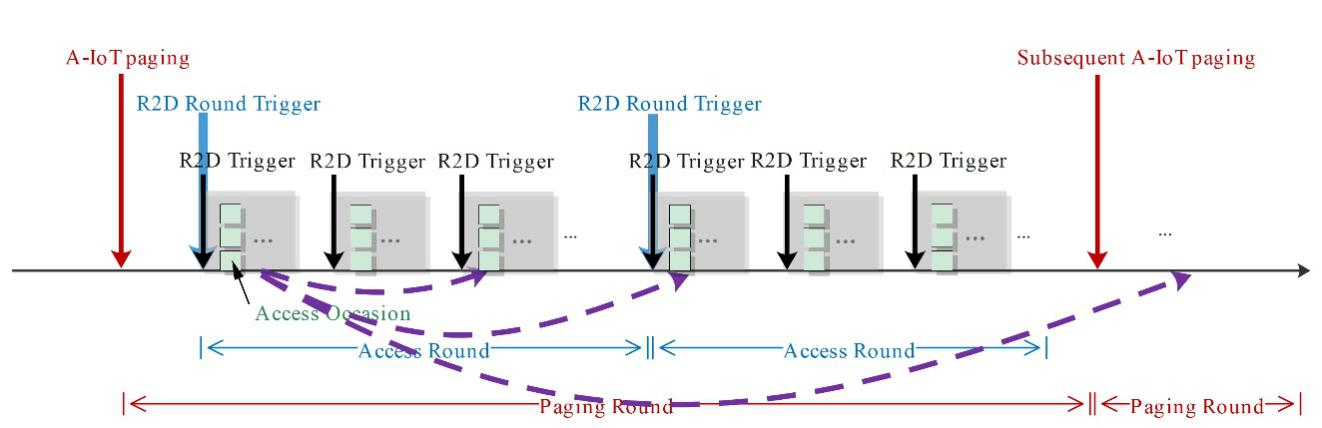 A-IoT paging
Subsequent A-IoT paging
R2D Round Trigger
R2D Round Trigger
R2D Trigger
R2D Trigger
R2D Trigger
R2D Trigger
R2D Trigger
R2D Trigger
...
...
...
...
...
...
...
...
...
Access Occasion
Access Round
Access Round
Paging Round
Paging Round